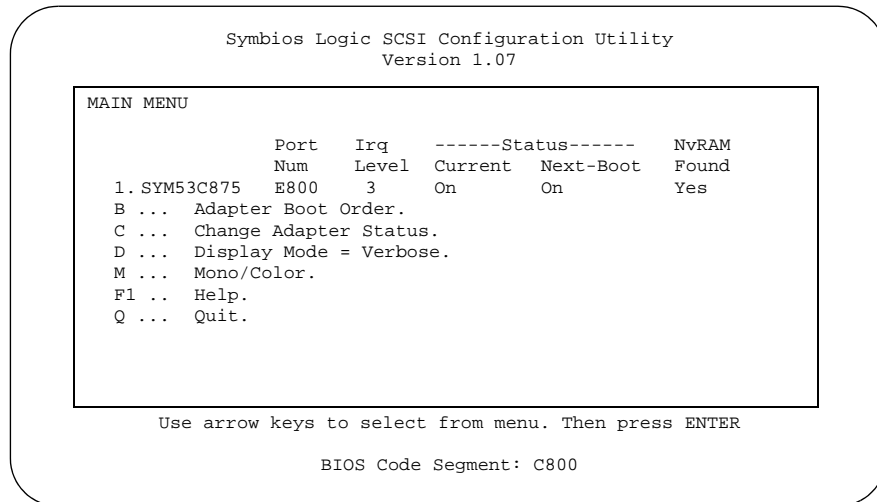 Symbios Logic SCSI Configuration Utility
Version 1.07
MAIN MENU
Port Irq ------Status------ NvRAM
Num Level Current Next-Boot Found
1. SYM53C875 E800 3 On On Yes
B ... Adapter Boot Order.
C ... Change Adapter Status.
D ... Display Mode = Verbose.
M ... Mono/Color.
F1 .. Help.
Q ... Quit.
Use arrow keys to select from menu. Then press ENTER
BIOS Code Segment: C800